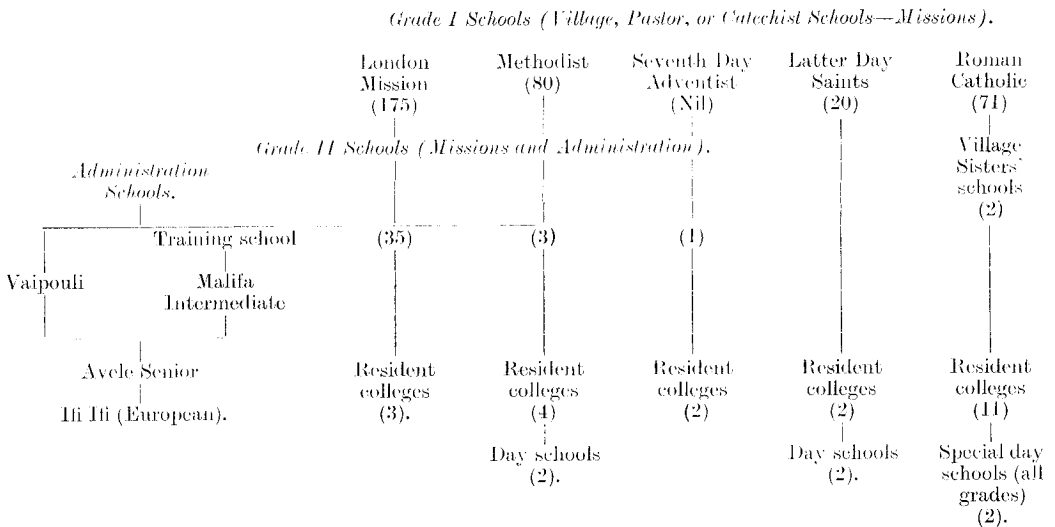 Grade I Schools (Village, Pastor, or Catechist Schools—Missions).
London Mission (175)
Methodist (80)
Seventh Day Adventist (Nil)
Latter Day Saints (20)
Roman Catholic (71)
Grade II Schools (Missions and Administration).
Administration Schools.
Village Sisters' schools (2)
Training school
(35)
(3)
(1)
Vaipouli
Malifa Intermediate
Avele Senior
Ifi Ifi (European).
Resident colleges (3).
Resident colleges (4)
Resident colleges (2)
Resident colleges (2)
Resident colleges (11)
Day schools (2).
Day schools (2).
Special day schools (all grades) (2).